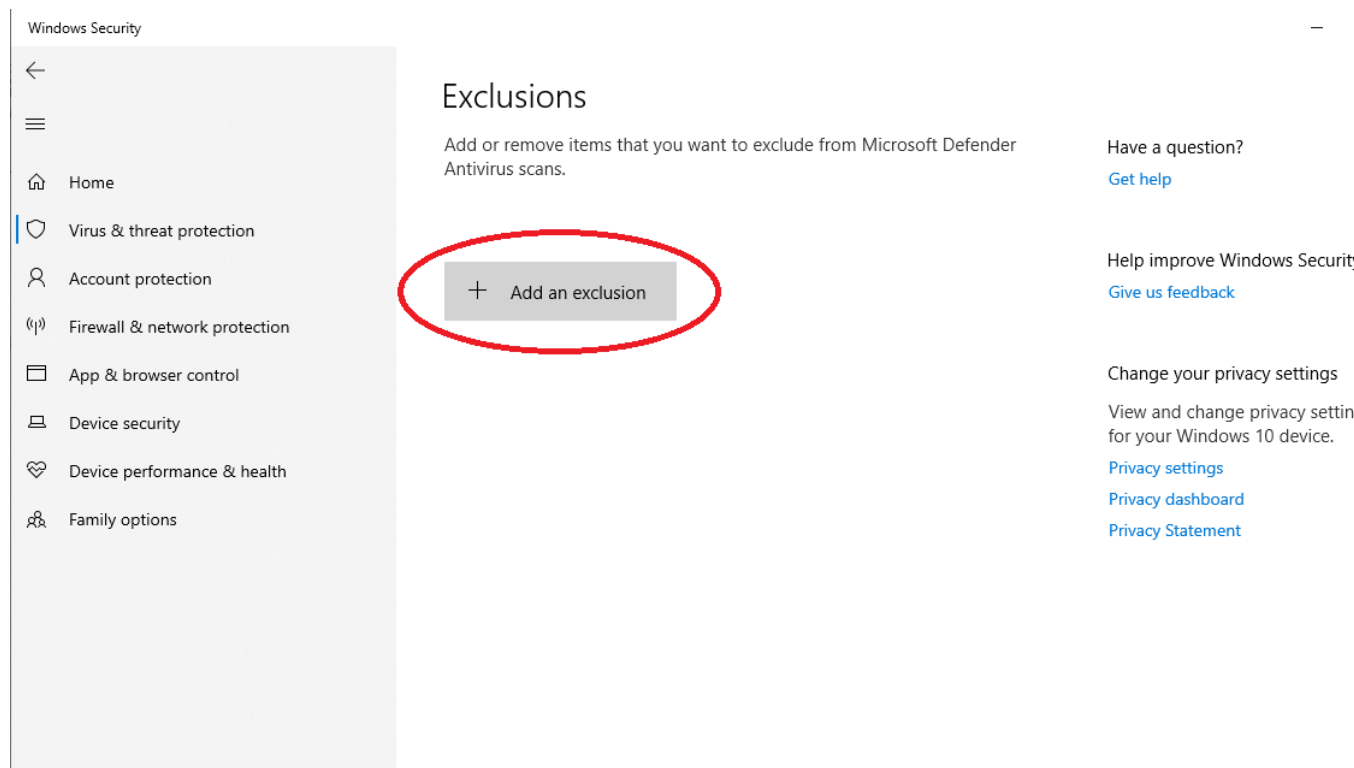 Windows Security
Home
Virus & threat protection
Account protection
Firewall & network protection
App & browser control
Device security
Device performance & health
Family options
Exclusions
Add or remove items that you want to exclude from Microsoft Defender
Antivirus scans.
Add an exclusion
Have a question?
Get help
Help improve Windows Security
Give us feedback
Change your privacy settings
View and change privacy settin
for your Windows 10 device.
Privacy settings
Privacy dashboard
Privacy Statement